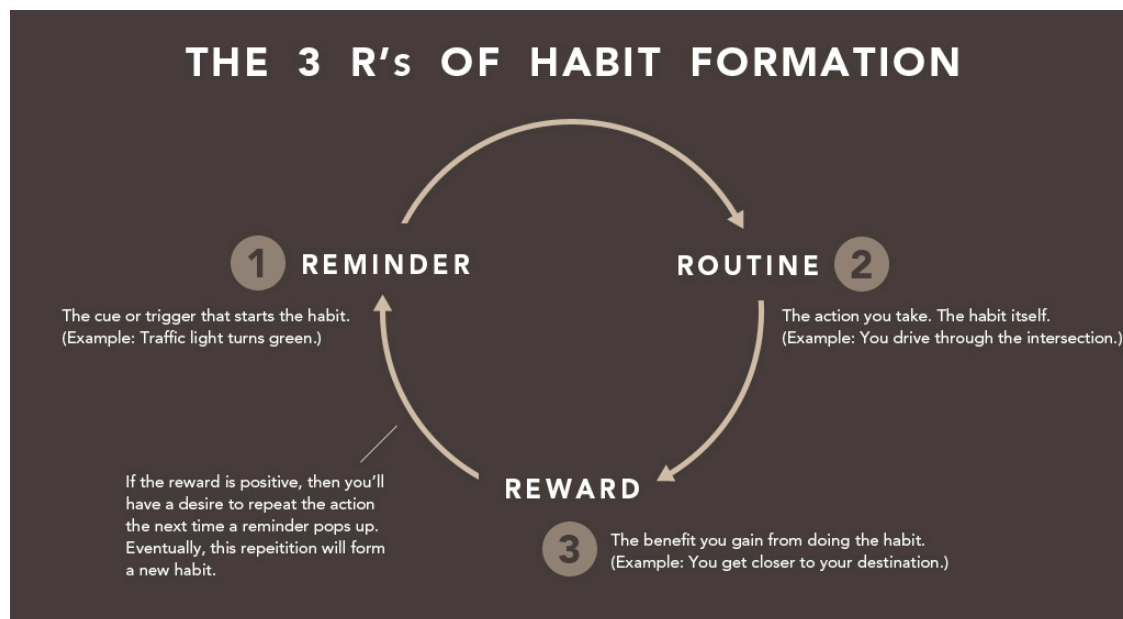 THE 3 R's OF HABIT FORMATION
1 REMINDER
The cue or trigger that starts the habit.
(Example: Traffic light turns green.)
ROUTINE 2
The action you take. The habit itself.
(Example: You drive through the intersection.)
REWARD
3
The benefit you gain from doing the habit.
(Example: You get closer to your destination.)
If the reward is positive, then you'll
have a desire to repeat the action
the next time a reminder pops up.
Eventually, this repeitition will form
a new habit.